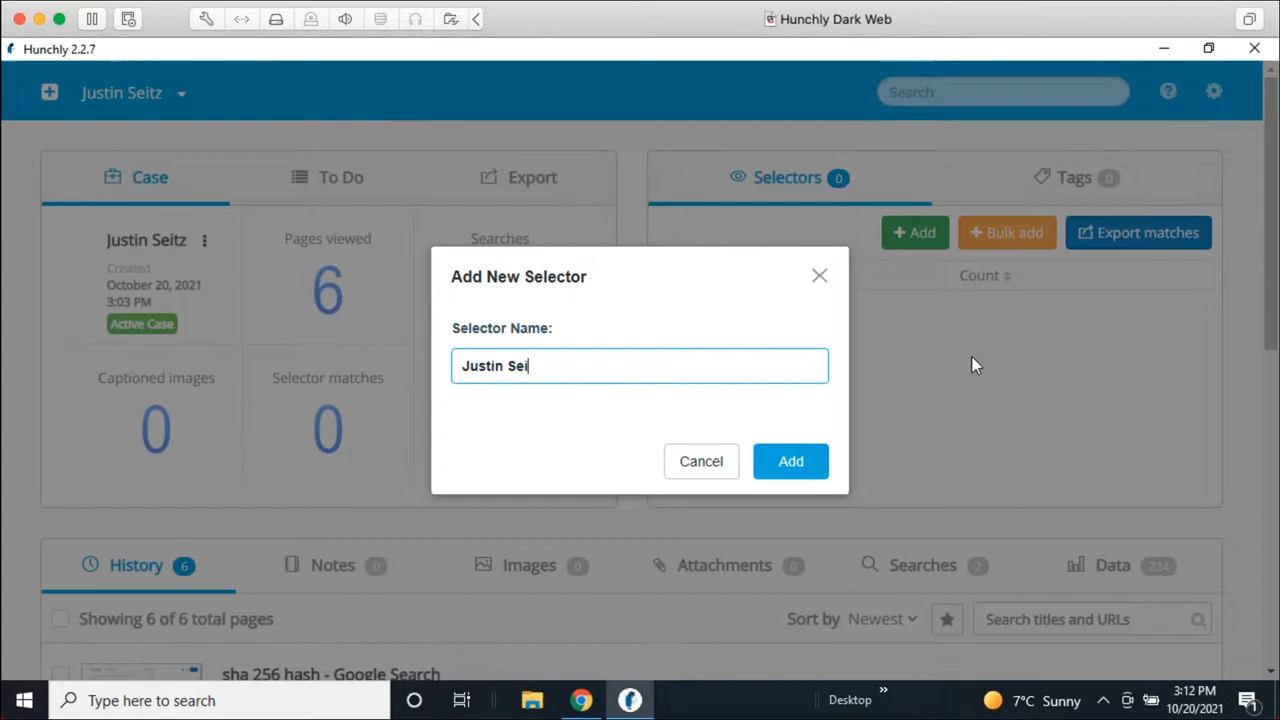 Hunchly Dark Web
Hunchly 2.2.7
Justin Seitz
Search
Case
To Do
Export
Selectors 0
Tags 0
+ Add
+ Bulk add
Export matches
Justin Seitz
Created
October 20, 2021
3:03 PM
Active Case
Pages viewed
6
Searches
Count
Captioned images
0
Selector matches
0
Add New Selector
Selector Name:
Justin Sei
Cancel
Add
History 6
Notes 0
Images 0
Attachments 0
Searches 2
Data 224
Showing 6 of 6 total pages
Sort by Newest
Search titles and URLs
sha 256 hash - Google Search
Type here to search
Desktop
»
7°C Sunny
3:12 PM
10/20/2021
1